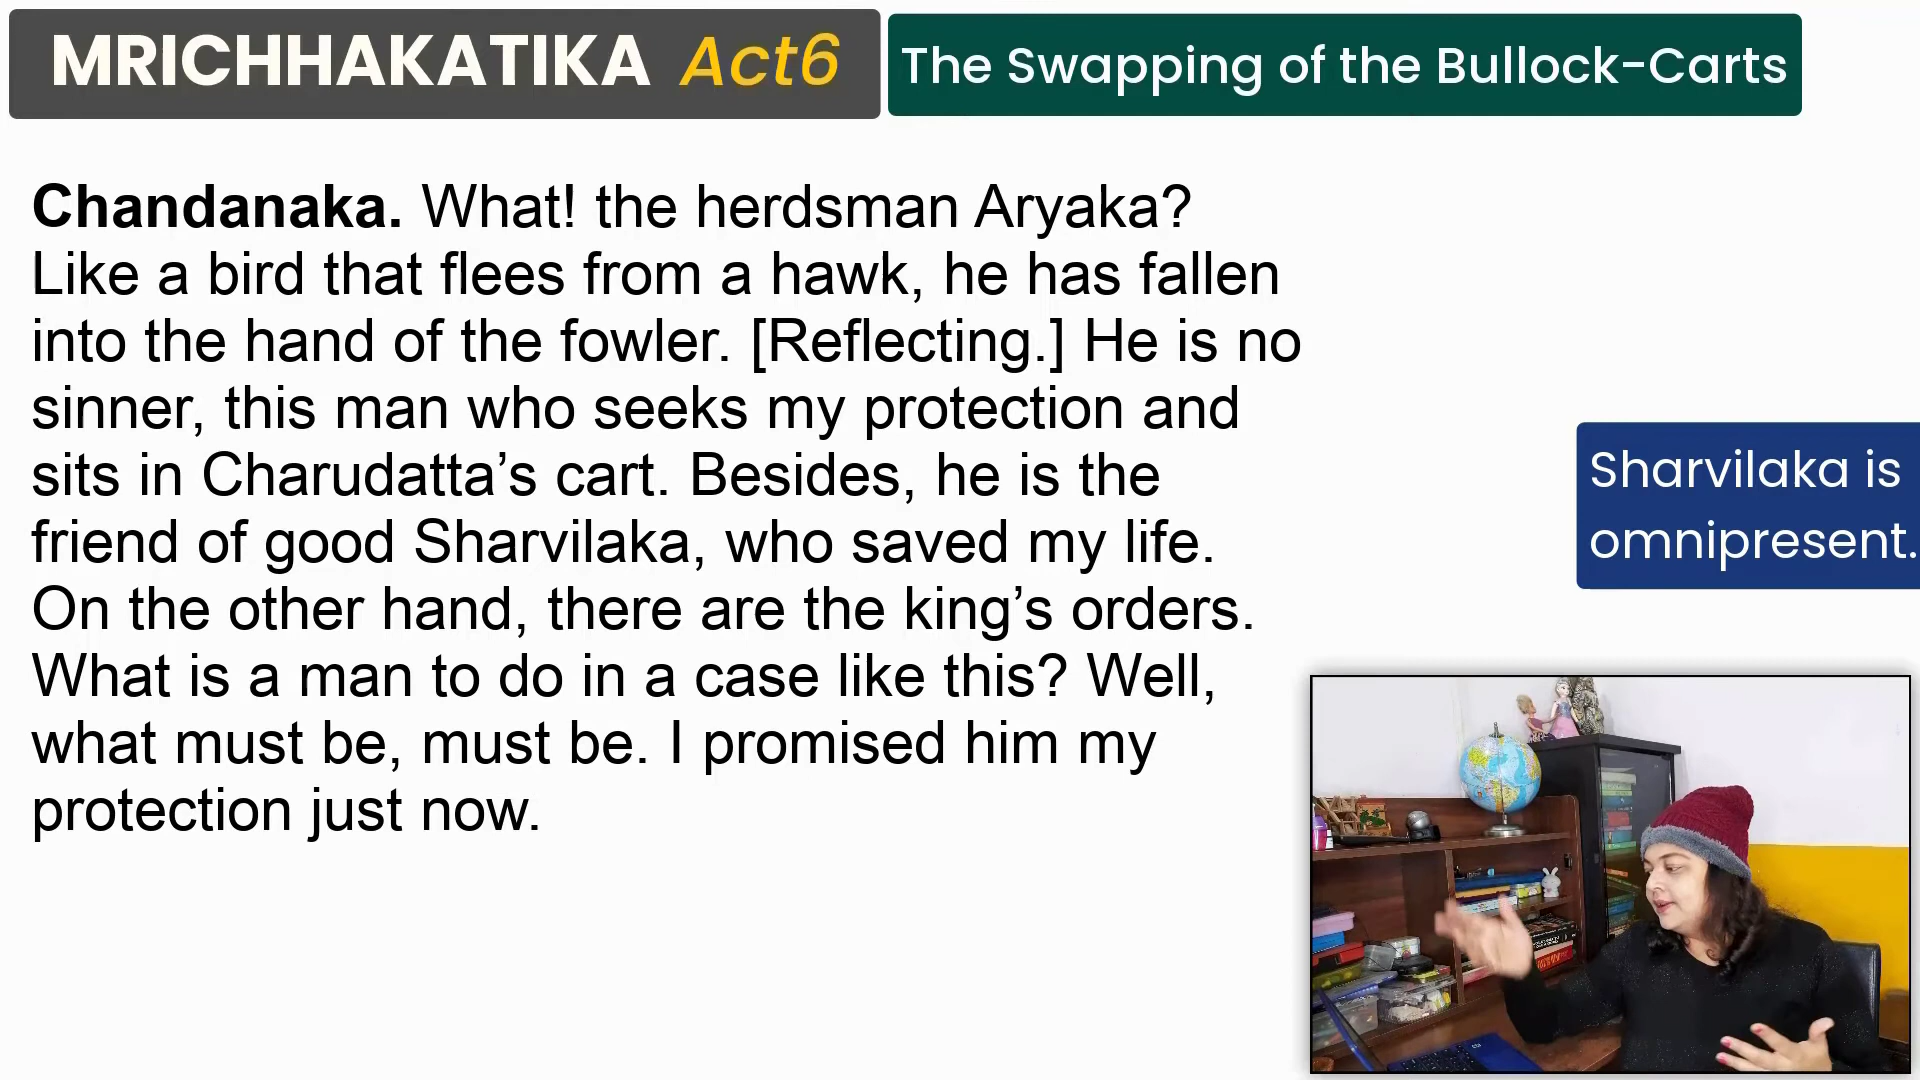 MRICHHAKATIKA Act6
The Swapping of the Bullock-Carts
Chandanaka. What! the herdsman Aryaka?
Like a bird that flees from a hawk, he has fallen
into the hand of the fowler. [Reflecting.] He is no
sinner, this man who seeks my protection and
sits in Charudatta’s cart. Besides, he is the
friend of good Sharvilaka, who saved my life.
On the other hand, there are the king’s orders.
What is a man to do in a case like this? Well,
what must be, must be. I promised him my
protection just now.
Sharvilaka is
omnipresent.